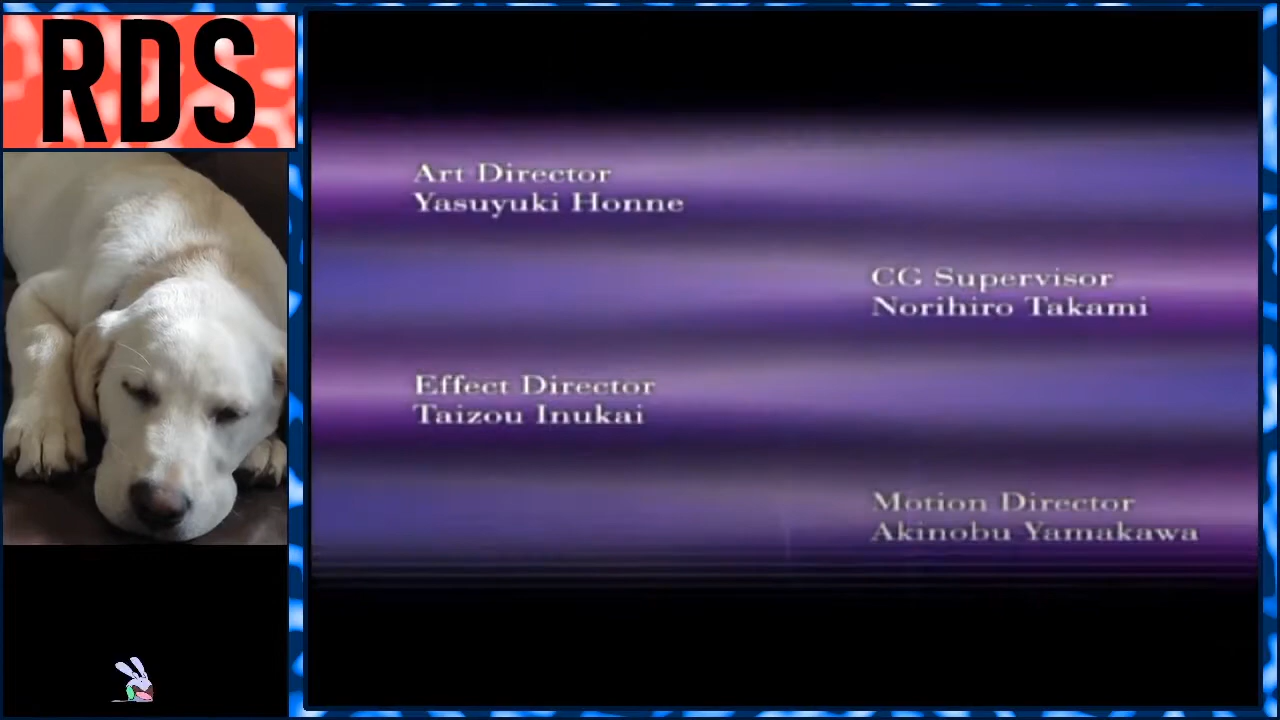 RDS
Art Director
Yasuyuki Honne
CG Supervisor
Norihiro Takami
Effect Director
Taizou Inukai
Motion Director
Akinobu Yamakawa